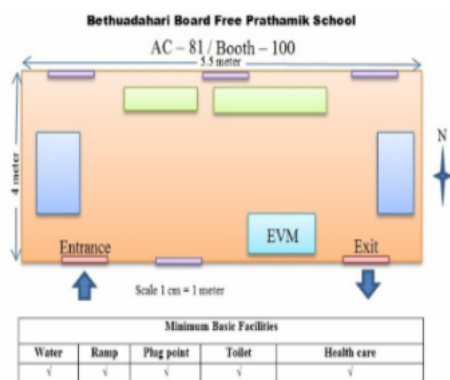 Bethuadahari Board Free Prathamik School
AC – 81 / Booth – 100
5.5 meter
4 meter
N
EVM
Entrance
Exit
Scale 1 cm = 1 meter
Minimum Basic Facilities
Water Ramp Plug point Toilet Health care
√ √ √ √ √